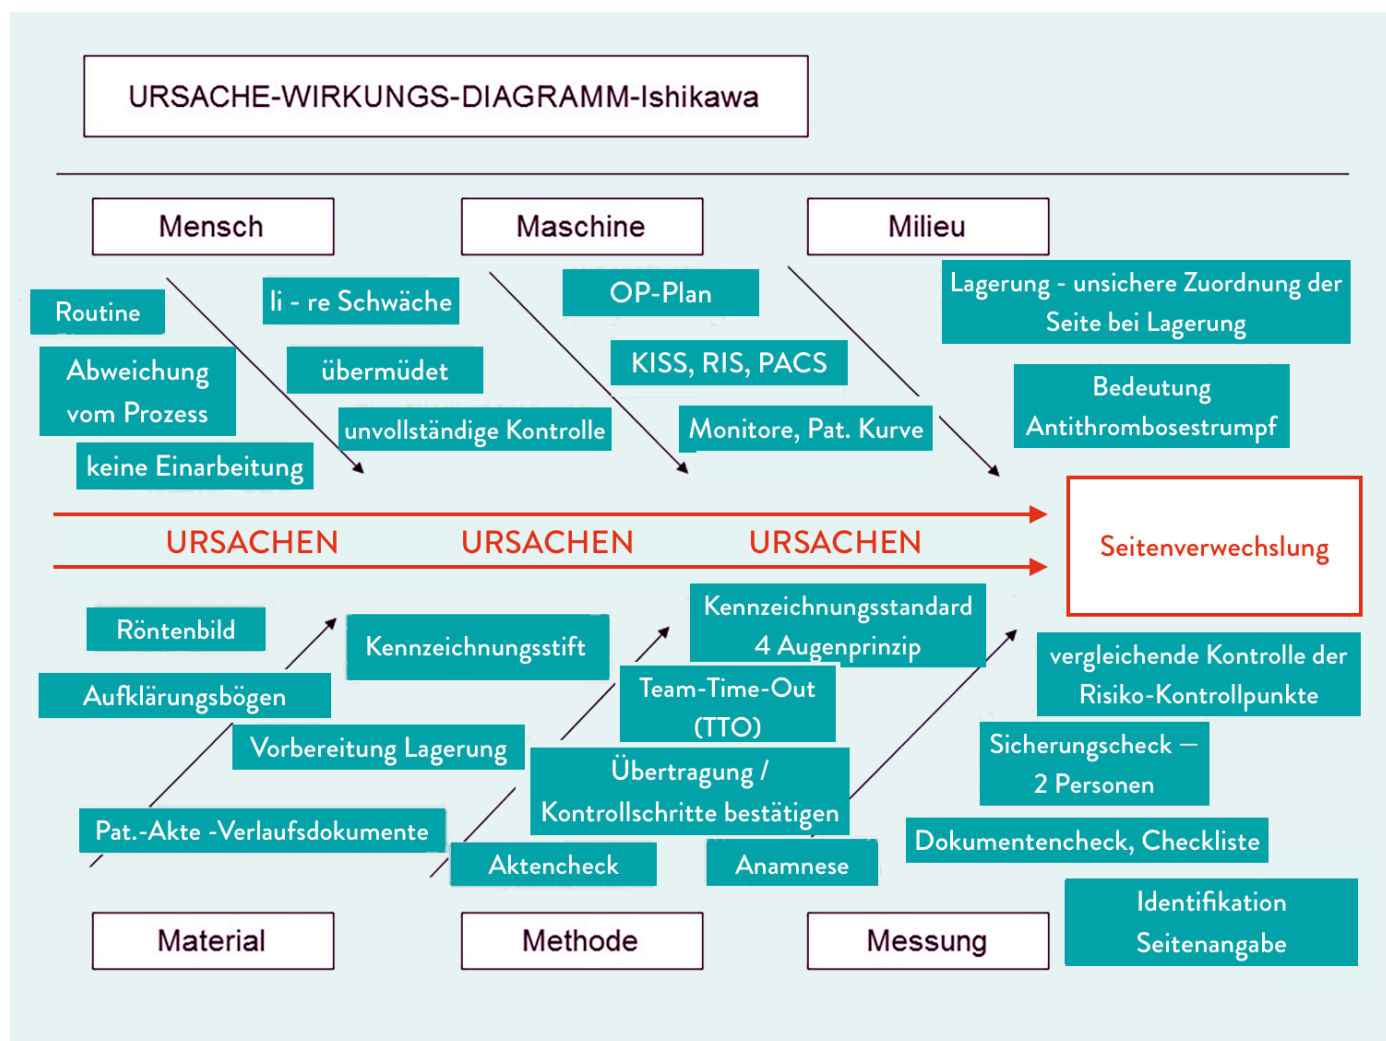 URSACHE-WIRKUNGS-DIAGRAMM-Ishikawa
Mensch
Maschine
Milieu
Routine
li - re Schwäche
Abweichung
vom Prozess
übermüdet
unvollständige Kontrolle
keine Einarbeitung
OP-Plan
KISS, RIS, PACS
Monitore, Pat. Kurve
Lagerung - unsichere Zuordnung der
Seite bei Lagerung
Bedeutung
Antithrombosestrumpf
URSACHEN
URSACHEN
URSACHEN
Seitenverwechslung
Röntenbild
Aufklärungsbögen
Kennzeichnungsstift
Vorbereitung Lagerung
Pat.-Akte -Verlaufsdokumente
Kennzeichnungsstandard
4 Augenprinzip
Team-Time-Out
(TTO)
Übertragung /
Kontrollschritte bestätigen
Aktencheck
Anamnese
vergleichende Kontrolle der
Risiko-Kontrollpunkte
Sicherungscheck –
2 Personen
Dokumentencheck, Checkliste
Identifikation
Seitenangabe
Material
Methode
Messung